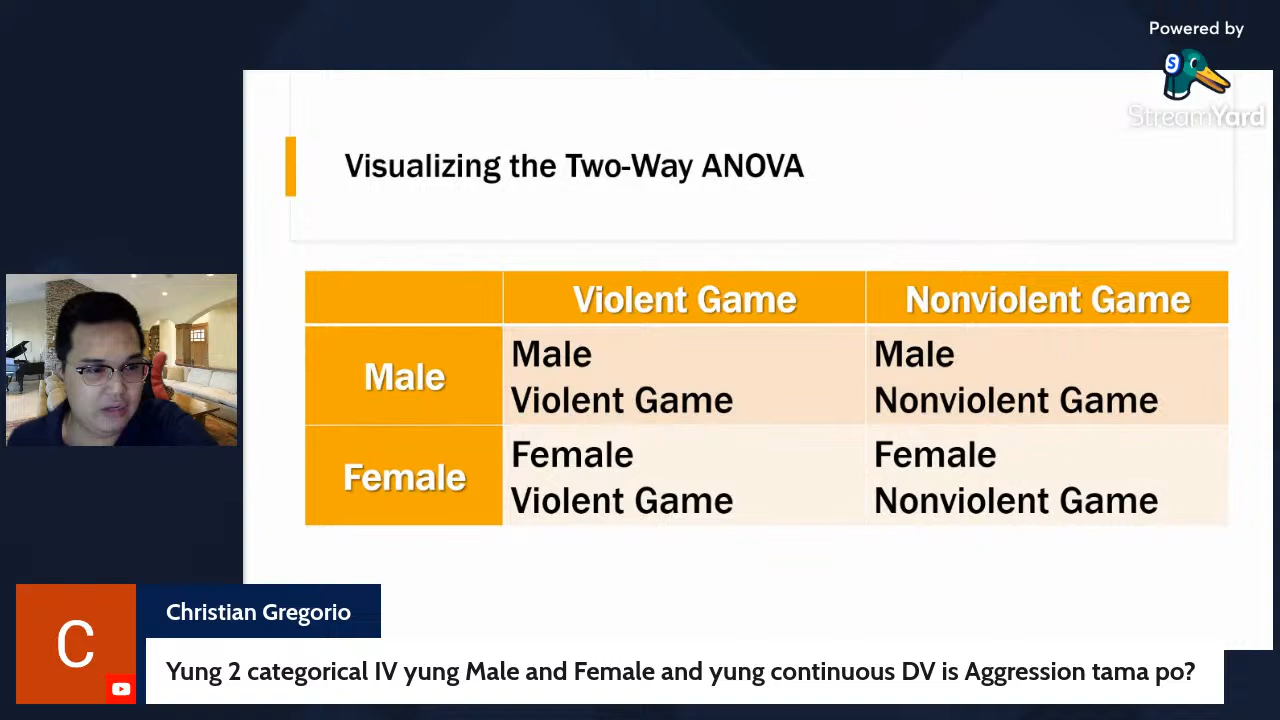 Powered by
StreamYard
Visualizing the Two-Way ANOVA
Violent Game Nonviolent Game
Male
Male
Violent Game
Male
Nonviolent Game
Female
Female
Violent Game
Female
Nonviolent Game
C
Christian Gregorio
Yung 2 categorical IV yung Male and Female and yung continuous DV is Aggression tama po?